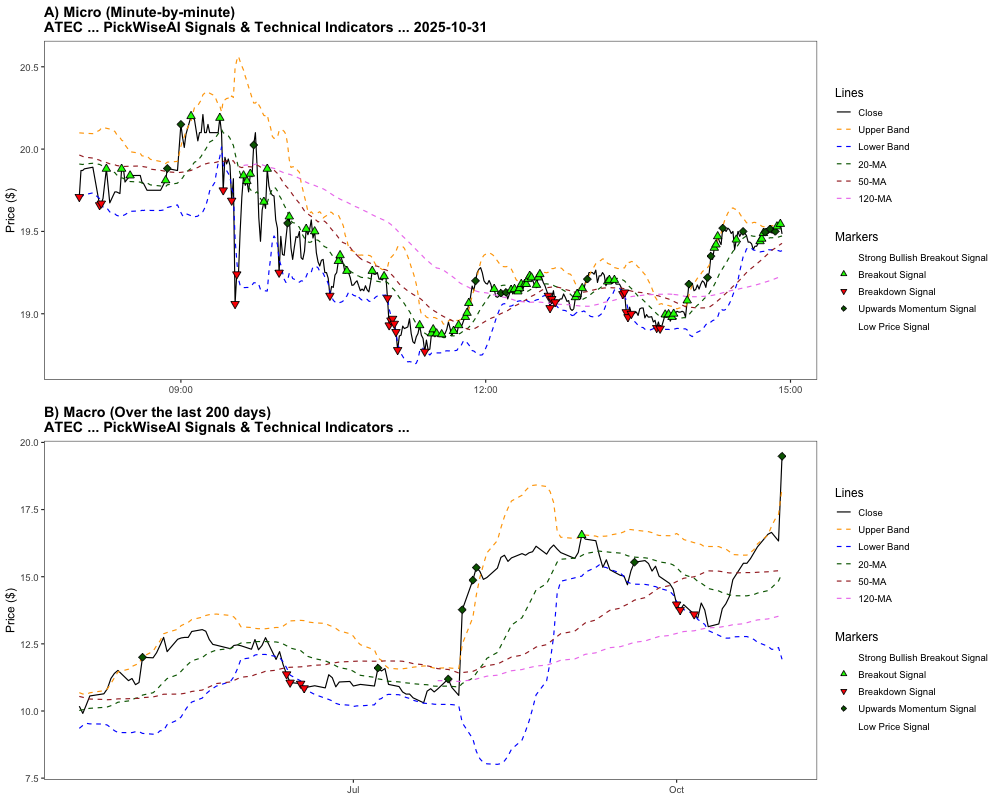 A) Micro (Minute-by-minute)
ATEC ... PickWiseAI Signals & Technical Indicators ... 2025-10-31
20.5
20.0
19.5
19.0
Price ($)
09:00
12:00
15:00
Lines
Close
Upper Band
Lower Band
20-MA
50-MA
120-MA
Markers
Strong Bullish Breakout Signal
Breakout Signal
Breakdown Signal
Upwards Momentum Signal
Low Price Signal
B) Macro (Over the last 200 days)
ATEC ... PickWiseAI Signals & Technical Indicators ...
20.0
17.5
15.0
12.5
10.0
7.5
Price ($)
Jul
Oct
Lines
Close
Upper Band
Lower Band
20-MA
50-MA
120-MA
Markers
Strong Bullish Breakout Signal
Breakout Signal
Breakdown Signal
Upwards Momentum Signal
Low Price Signal